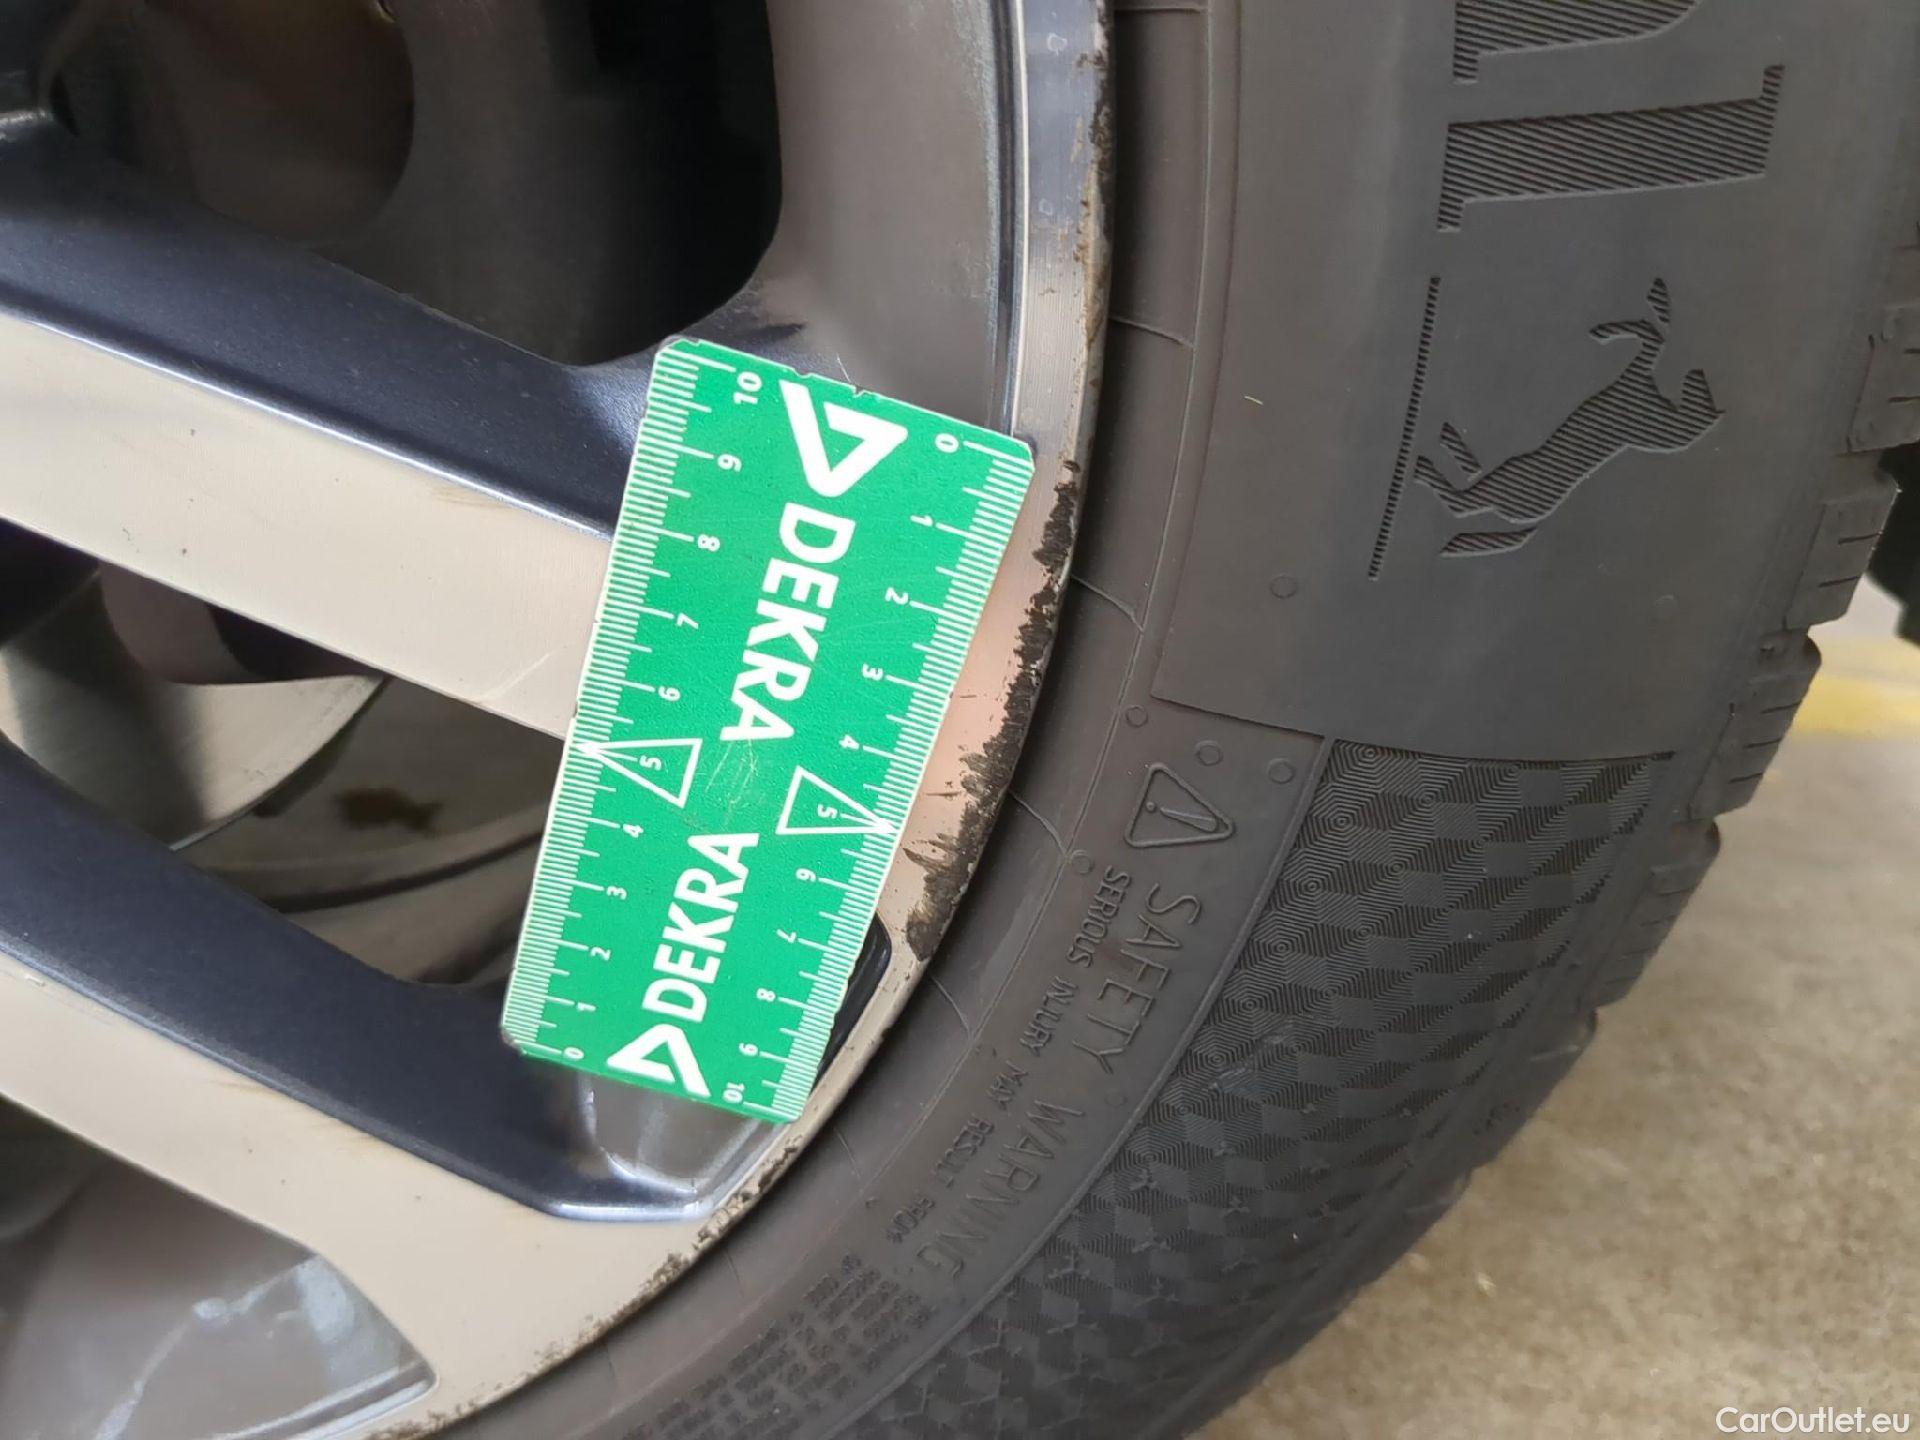 DEKRA
DEKRA
0 1 2 3 4 5 6 7 8 9 10
10 9 8 7 6 5 4 3 2 1 0
SAFETY WARNING
SERIOUS INJURY MAY RESULT FROM
CarOutlet.eu